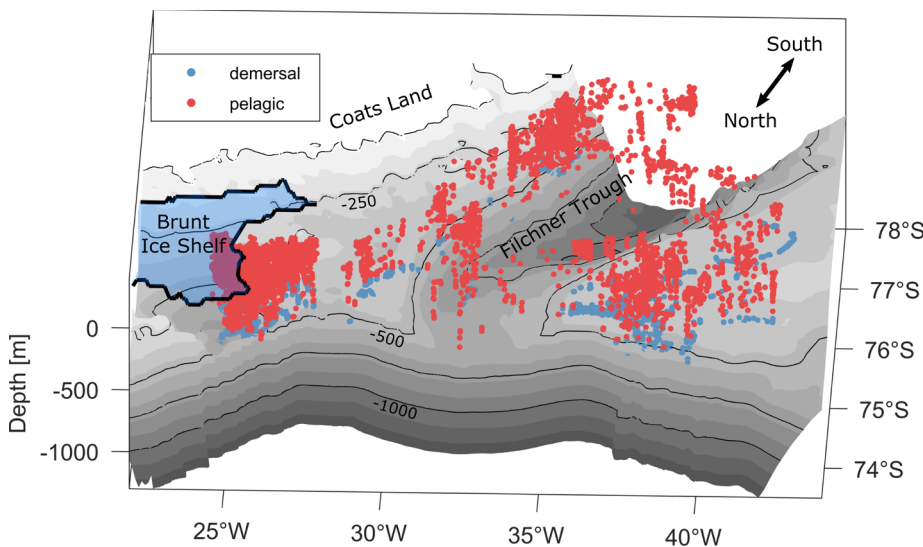 South
North
demersal
pelagic
Coats Land
-250
Brunt
Ice Shelf
Filchner Trough
-500
-1000
Depth [m]
0
-500
-1000
78°S
77°S
76°S
75°S
74°S
25°W
30°W
35°W
40°W